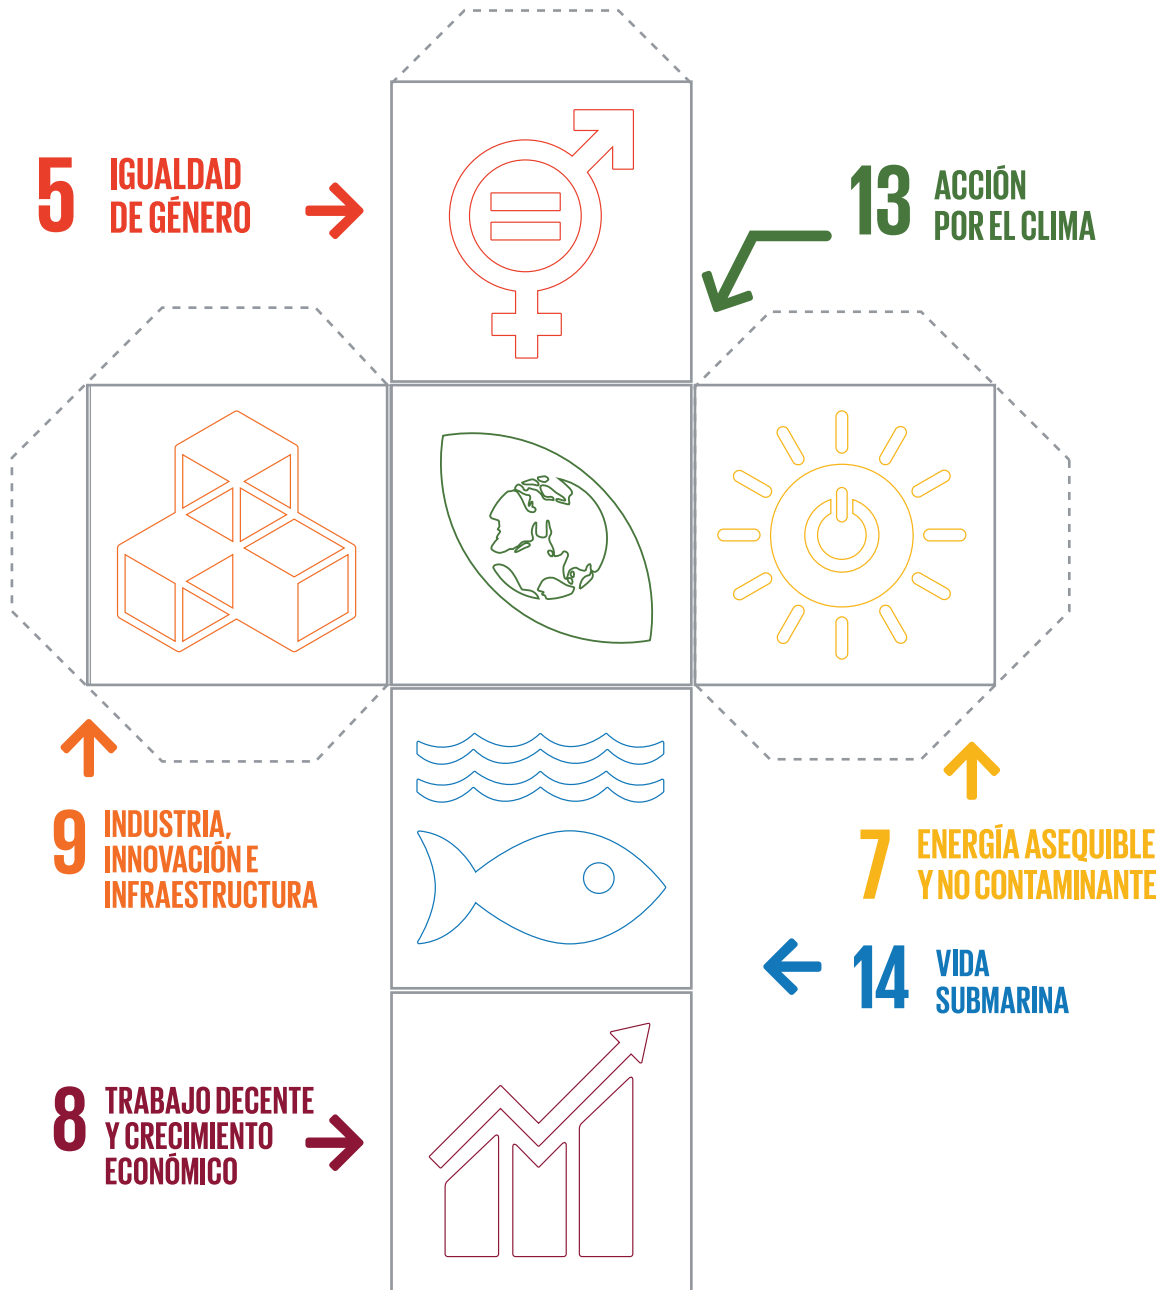 5 IGUALDAD
DE GÉNERO
13 ACCIÓN
POR EL CLIMA
9 INDUSTRIA,
INNOVACIÓN E
INFRAESTRUCTURA
7 ENERGÍA ASEQUIBLE
Y NO CONTAMINANTE
14 VIDA
SUBMARINA
8 TRABAJO DECENTE
Y CRECIMIENTO
ECONÓMICO